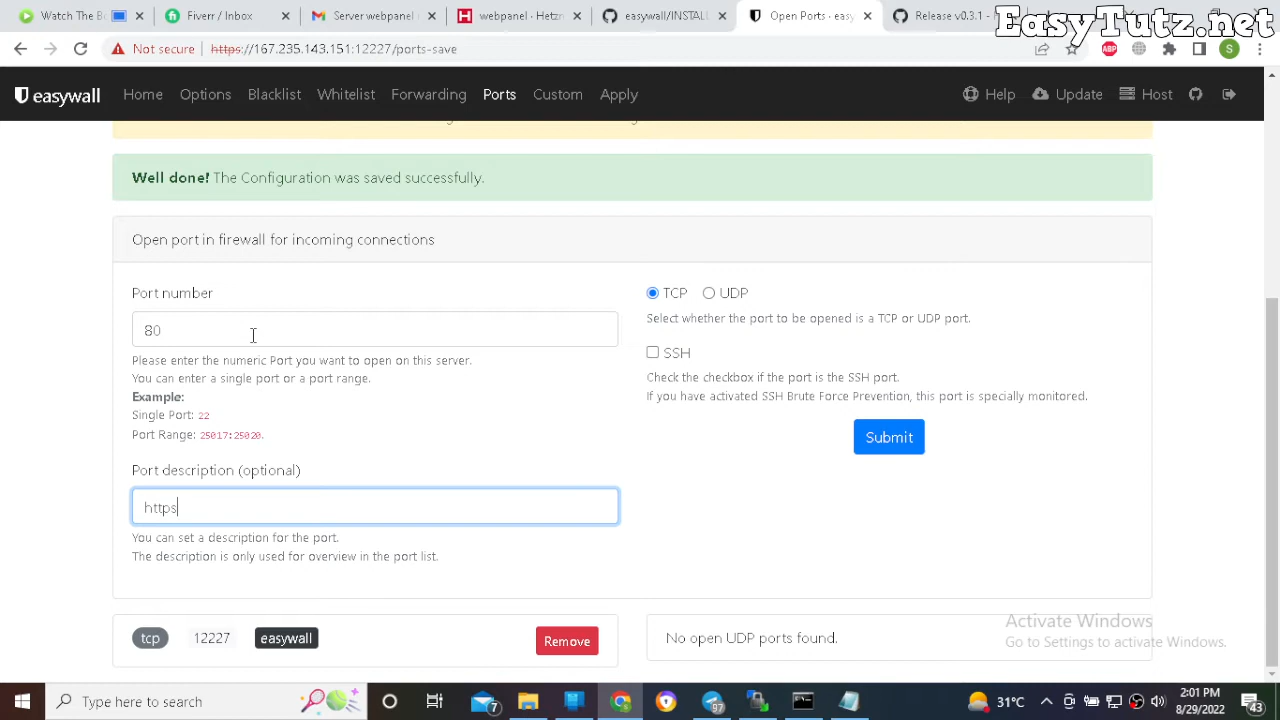 Watch The B
Fiverr / Inbox
Server webpanel
webpanel - Hetz
easywall/INSTALL
Open Ports - easy
Release v0.3.1 -
EasyTutz.net
Not secure
https://167.235.143.151:12227/ports-save
ABP
S
easywall
Home
Options
Blacklist
Whitelist
Forwarding
Ports
Custom
Apply
Help
Update
Host
Well done! The Configuration was saved successfully.
Open port in firewall for incoming connections
Port number
80
Please enter the numeric Port you want to open on this server.
You can enter a single port or a port range.
Example:
Single Port: 22
Port Range: 25017:25020.
Port description (optional)
https
You can set a description for the port.
The description is only used for overview in the port list.
TCP
UDP
Select whether the port to be opened is a TCP or UDP port.
SSH
Check the checkbox if the port is the SSH port.
If you have activated SSH Brute Force Prevention, this port is specially monitored.
Submit
tcp 12227 easywall
Remove
No open UDP ports found.
Activate Windows
Go to Settings to activate Windows.
Type here to search
7
97
31°C
2:01 PM
8/29/2022
43